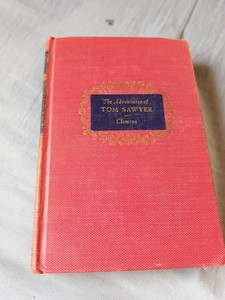 The Adventures of
TOM SAWYER
Clemens